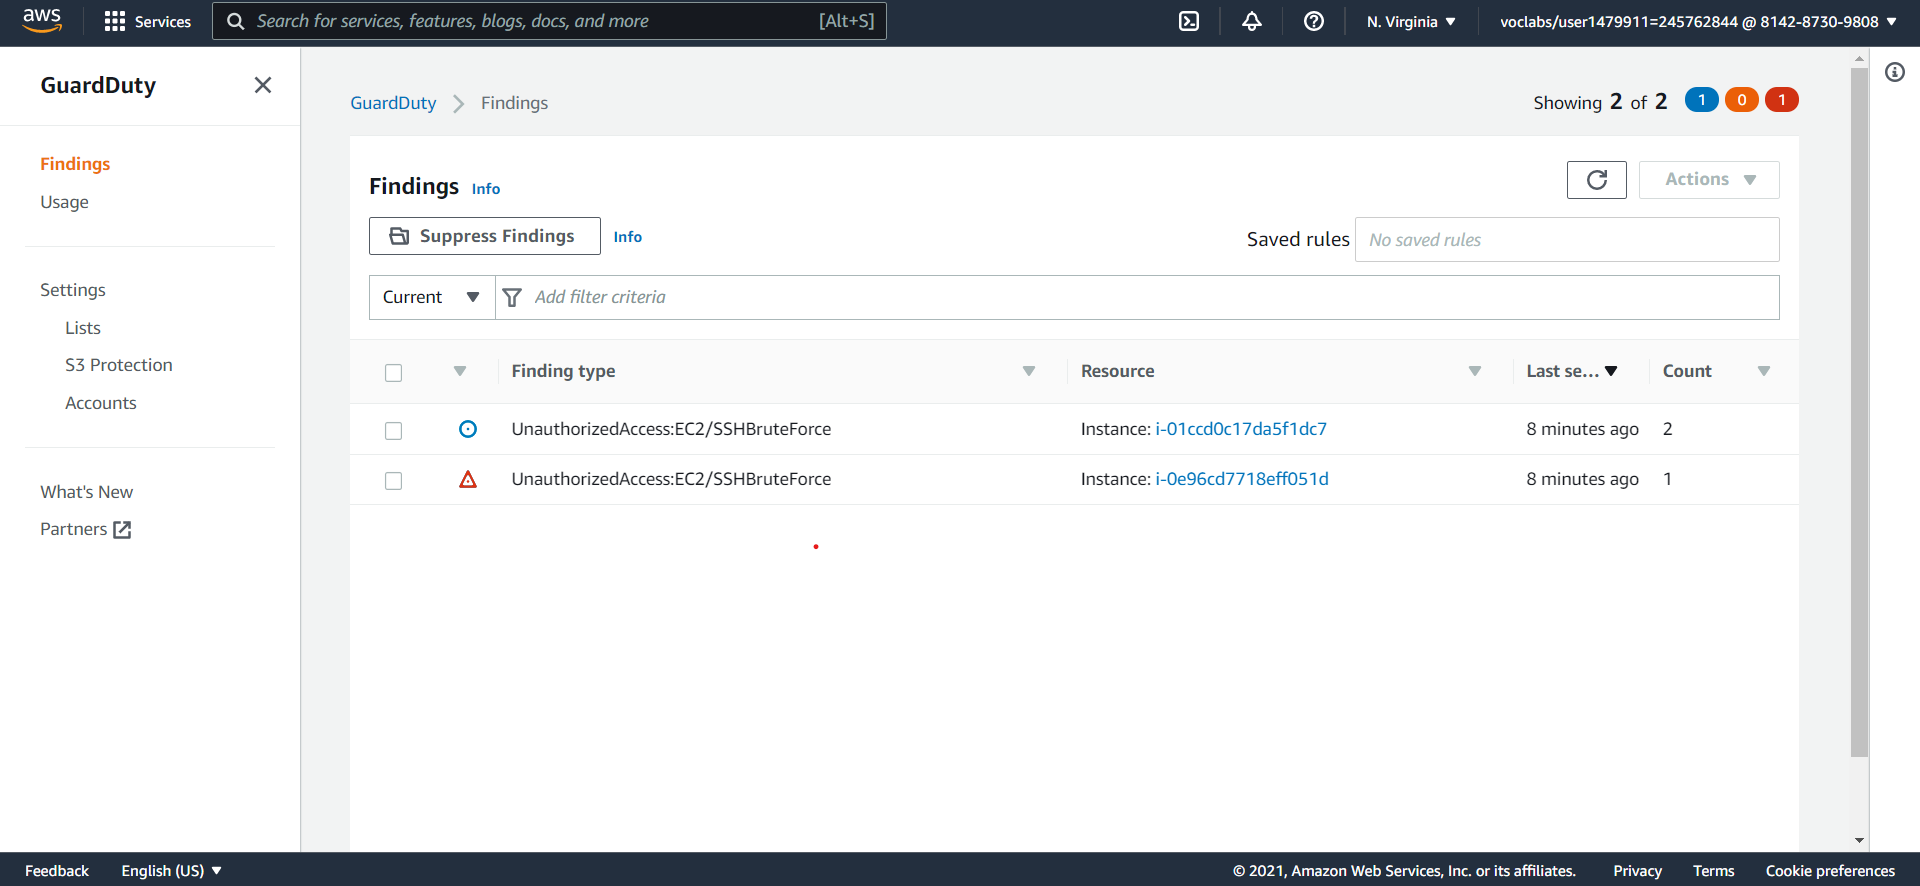 aws
Services
Search for services, features, blogs, docs, and more
[Alt+S]
N. Virginia ▼
voclabs/user1479911=245762844 @ 8142-8730-9808 ▼
GuardDuty
Findings
Usage
Settings
Lists
S3 Protection
Accounts
What's New
Partners
GuardDuty > Findings
Showing 2 of 2 1 0 1
Findings Info
Actions ▼
Suppress Findings Info
Saved rules No saved rules
Current ▼ Add filter criteria
Finding type Resource Last se... Count
UnauthorizedAccess:EC2/SSHBruteForce Instance: i-01ccd0c17da5f1dc7 8 minutes ago 2
UnauthorizedAccess:EC2/SSHBruteForce Instance: i-0e96cd7718eff051d 8 minutes ago 1
Feedback English (US) ▼ © 2021, Amazon Web Services, Inc. or its affiliates. Privacy Terms Cookie preferences